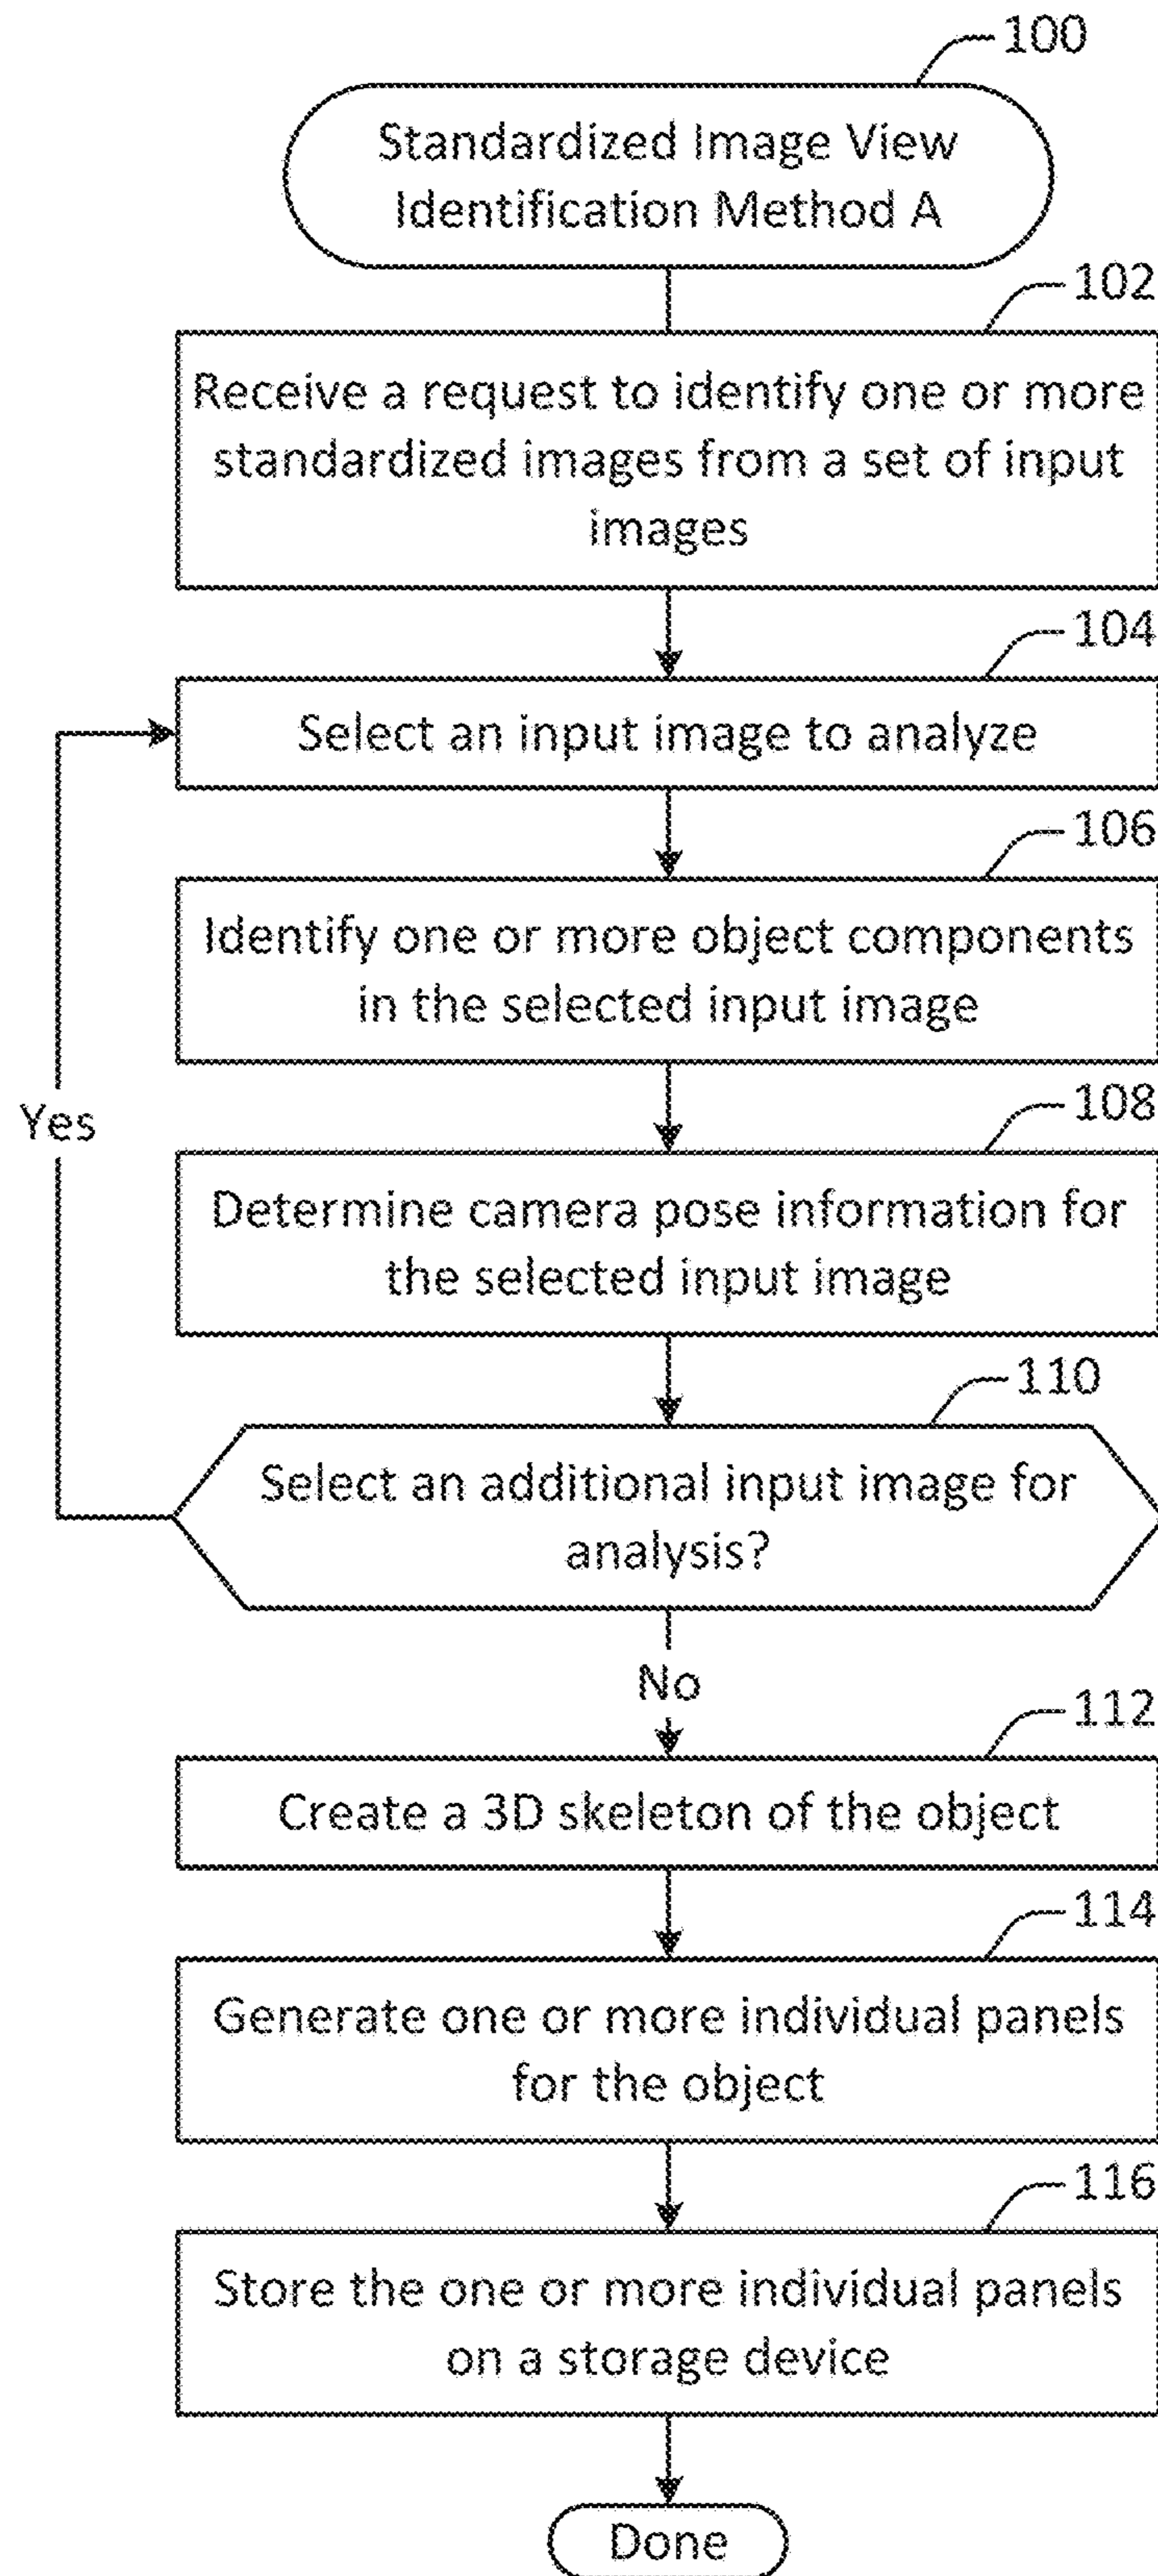 100
Standardized Image View
Identification Method A
102
Receive a request to identify one or more
standardized images from a set of input
images
104
Select an input image to analyze
106
Identify one or more object components
in the selected input image
108
Determine camera pose information for
the selected input image
110
Select an additional input image for
analysis?
Yes
No
112
Create a 3D skeleton of the object
114
Generate one or more individual panels
for the object
116
Store the one or more individual panels
on a storage device
Done